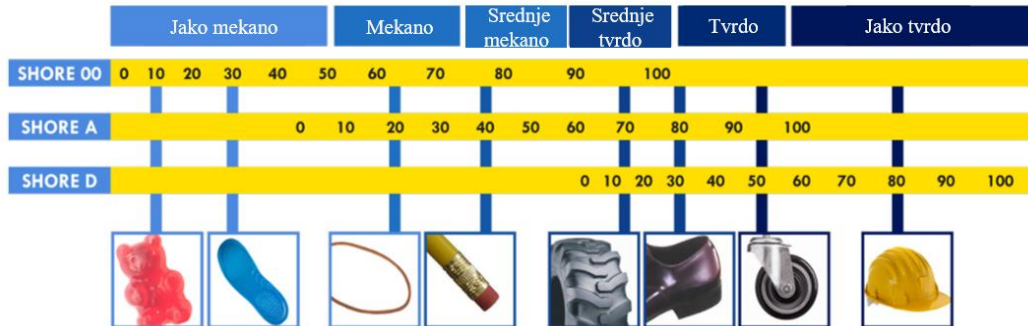 Jako mekano
Mekano
Srednje
mekano
Srednje
tvrdo
Tvrdo
Jako tvrdo
SHORE 00 0 10 20 30 40 50 60 70 80 90 100
SHORE A 0 10 20 30 40 50 60 70 80 90 100
SHORE D 0 10 20 30 40 50 60 70 80 90 100